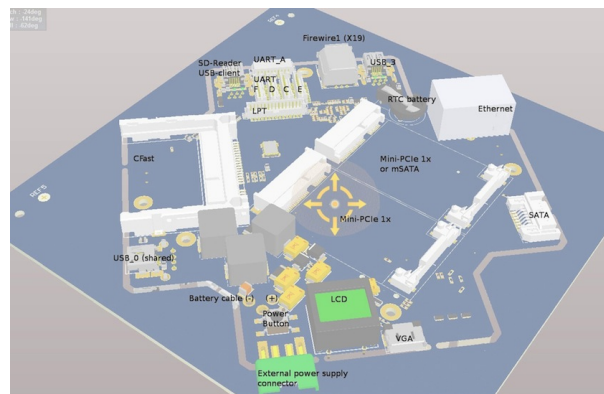 Firewire1 (X19)
SD-Reader
USB-client
UART_A
USB_3
UART
F D C E
LPT
RTC battery
Ethernet
CFast
Mini-PCIe 1x
or mSATA
Mini-PCIe 1x
SATA
USB_0 (shared)
Battery cable (-) (+)
LCD
Power
Button
VGA
External power supply
connector